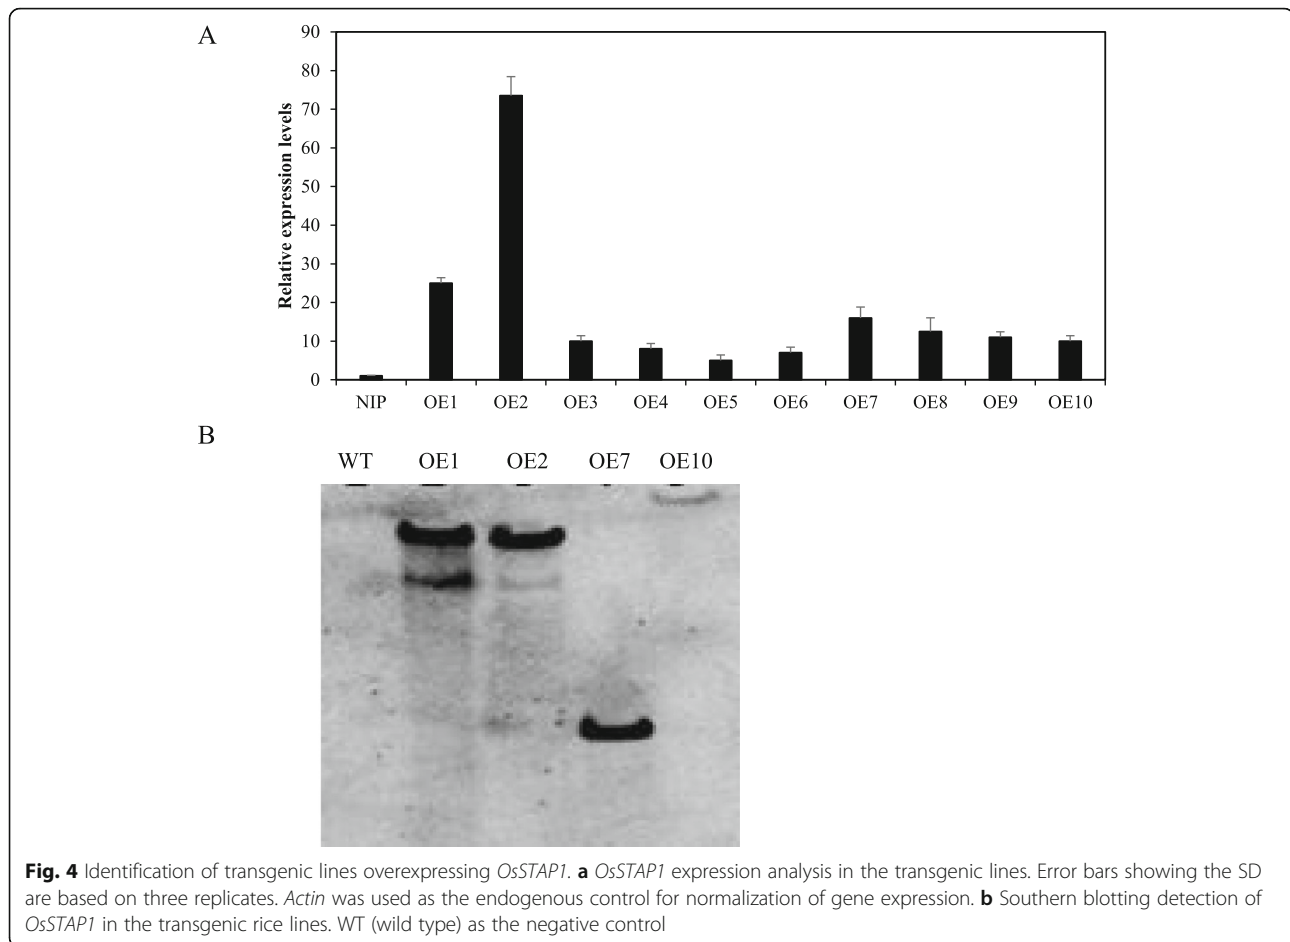 A
90
80
70
60
50
40
30
20
10
0
Relative expression levels
NIP OE1 OE2 OE3 OE4 OE5 OE6 OE7 OE8 OE9 OE10
B
WT OE1 OE2 OE7 OE10
Fig. 4 Identification of transgenic lines overexpressing OsSTAP1. a OsSTAP1 expression analysis in the transgenic lines. Error bars showing the SD
are based on three replicates. Actin was used as the endogenous control for normalization of gene expression. b Southern blotting detection of
OsSTAP1 in the transgenic rice lines. WT (wild type) as the negative control